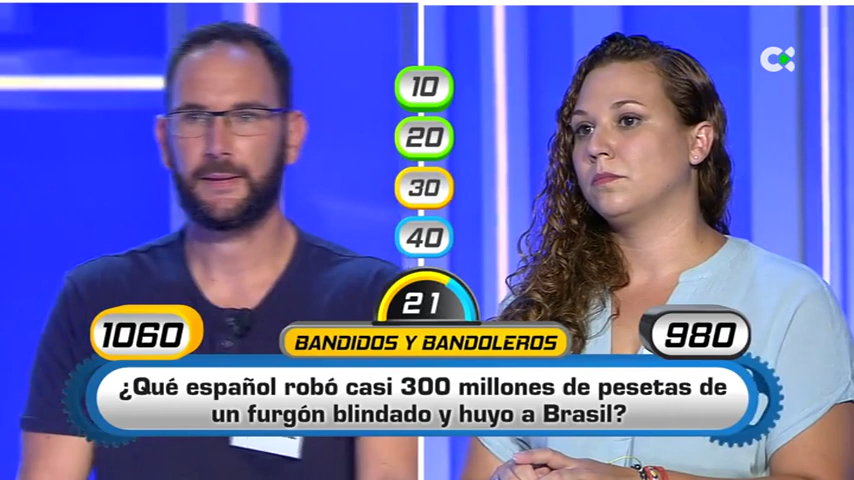 10
20
30
40
21
1060
BANDIDOS Y BANDOLEROS
980
¿Qué español robó casi 300 millones de pesetas de
un furgón blindado y huyo a Brasil?